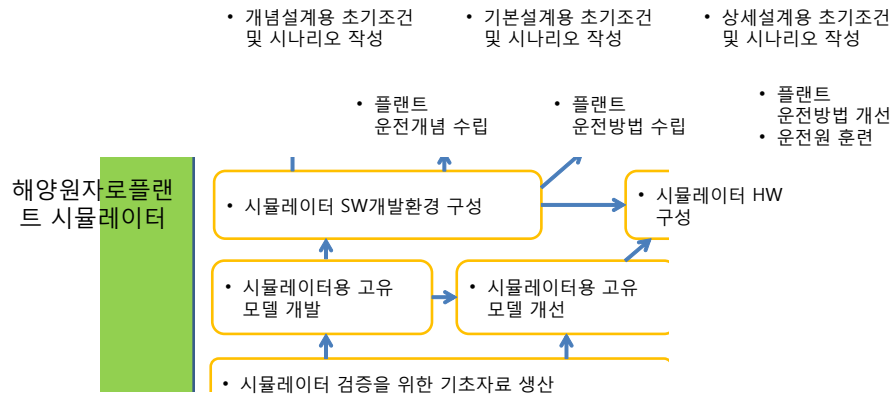 • 개념설계용 초기조건
및 시나리오 작성
• 기본설계용 초기조건
및 시나리오 작성
• 상세설계용 초기조건
및 시나리오 작성
• 플랜트
운전개념 수립
• 플랜트
운전방법 수립
• 플랜트
운전방법 개선
• 운전원 훈련
해양원자로플랜
트 시뮬레이터
• 시뮬레이터 SW개발환경 구성
• 시뮬레이터 HW
구성
• 시뮬레이터용 고유
모델 개발
• 시뮬레이터용 고유
모델 개선
• 시뮬레이터 검증을 위한 기초자료 생산